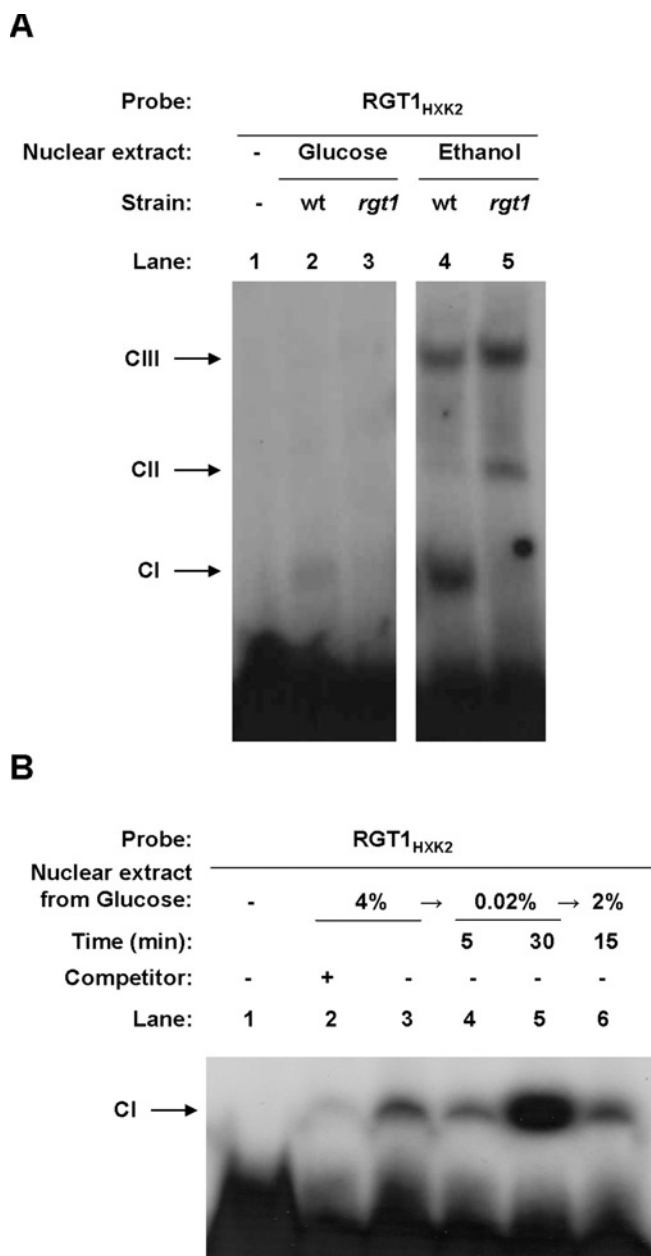 A
Probe: RGT1HXK2
Nuclear extract: - Glucose Ethanol
Strain: - wt rgt1 wt rgt1
Lane: 1 2 3 4 5
CIII →
CII →
CI →
B
Probe: RGT1HXK2
Nuclear extract
from Glucose: - 4% → 0.02% → 2%
Time (min): 5 30 15
Competitor: - + - - - -
Lane: 1 2 3 4 5 6
CI →